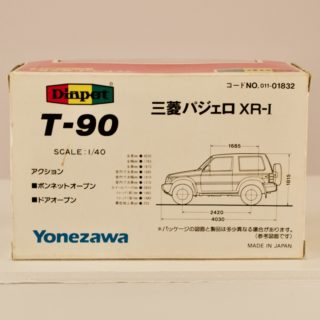 Dinpet
コードNO.011-01832
T-90
三菱パジェロ XR-I
SCALE:1/40
アクション
■ボンネットオープン
■ドアオープン
1685
1815
2420
4030
Yonezawa
＊パッケージの図面と製品は多少異なる場合があります。
(参考図面です)
MADE IN JAPAN